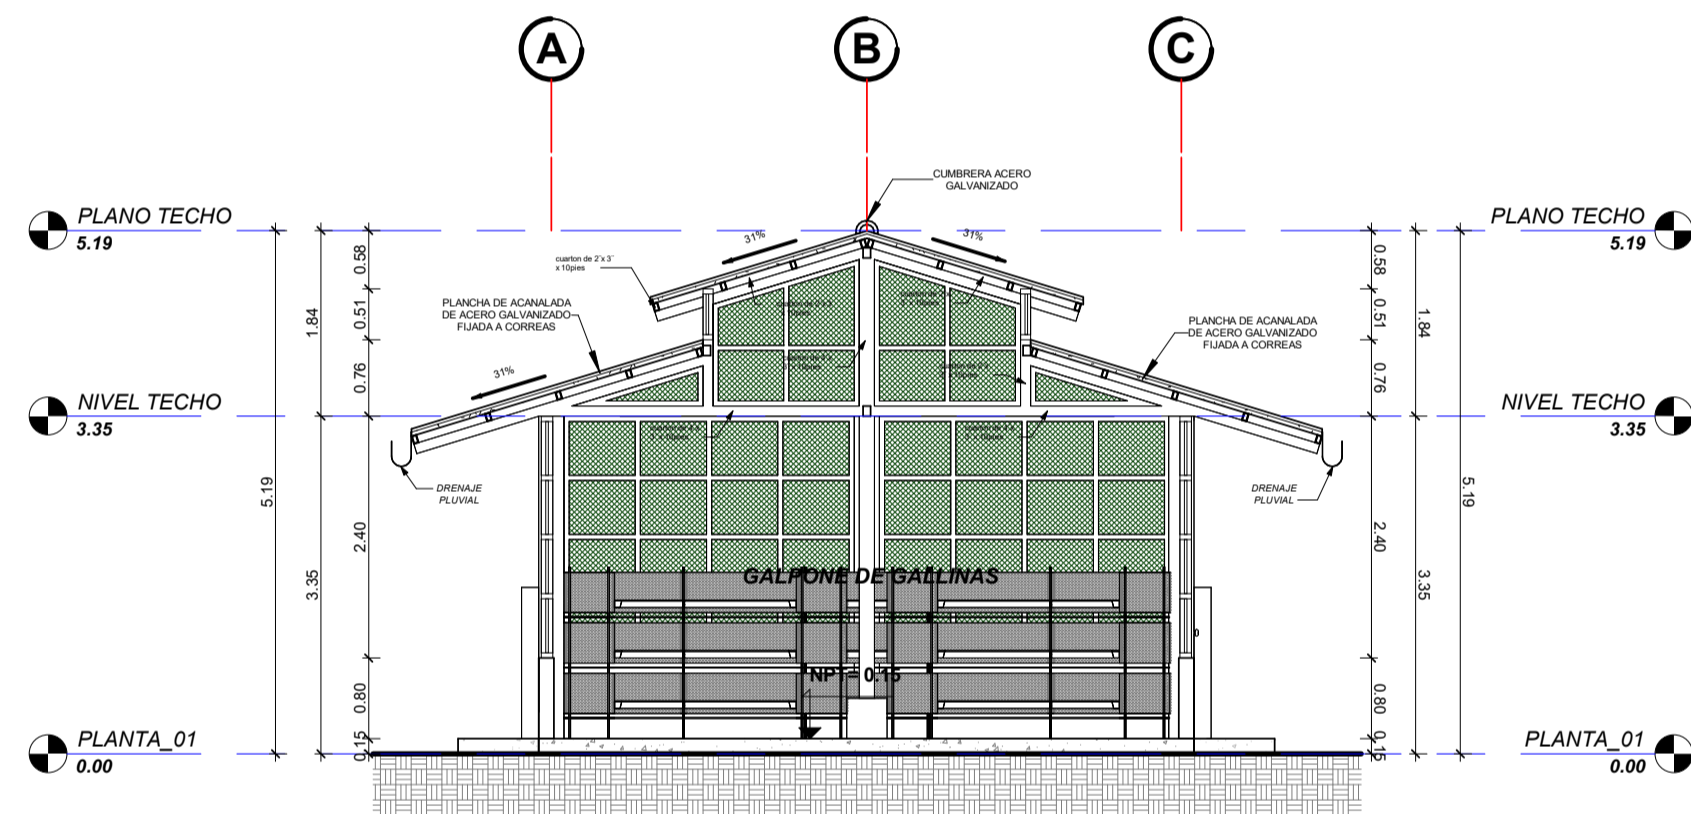 A
B
C
CUMBRERA ACERO
GALVANIZADO
PLANO TECHO
5.19
PLANO TECHO
5.19
31%
31%
0.58
0.58
cuarton de 2¨x 3¨
x 10pies
PLANCHA DE ACANALADA
DE ACERO GALVANIZADO
FIJADA A CORREAS
PLANCHA DE ACANALADA
DE ACERO GALVANIZADO
FIJADA A CORREAS
0.51
0.51
1.84
1.84
0.76
0.76
31%
NIVEL TECHO
3.35
NIVEL TECHO
3.35
DRENAJE
PLUVIAL
DRENAJE
PLUVIAL
5.19
5.19
2.40
2.40
3.35
3.35
GALPONE DE GALLINAS
NPT= 0.15
0.80
0.80
0.15
0.15
PLANTA_01
0.00
PLANTA_01
0.00